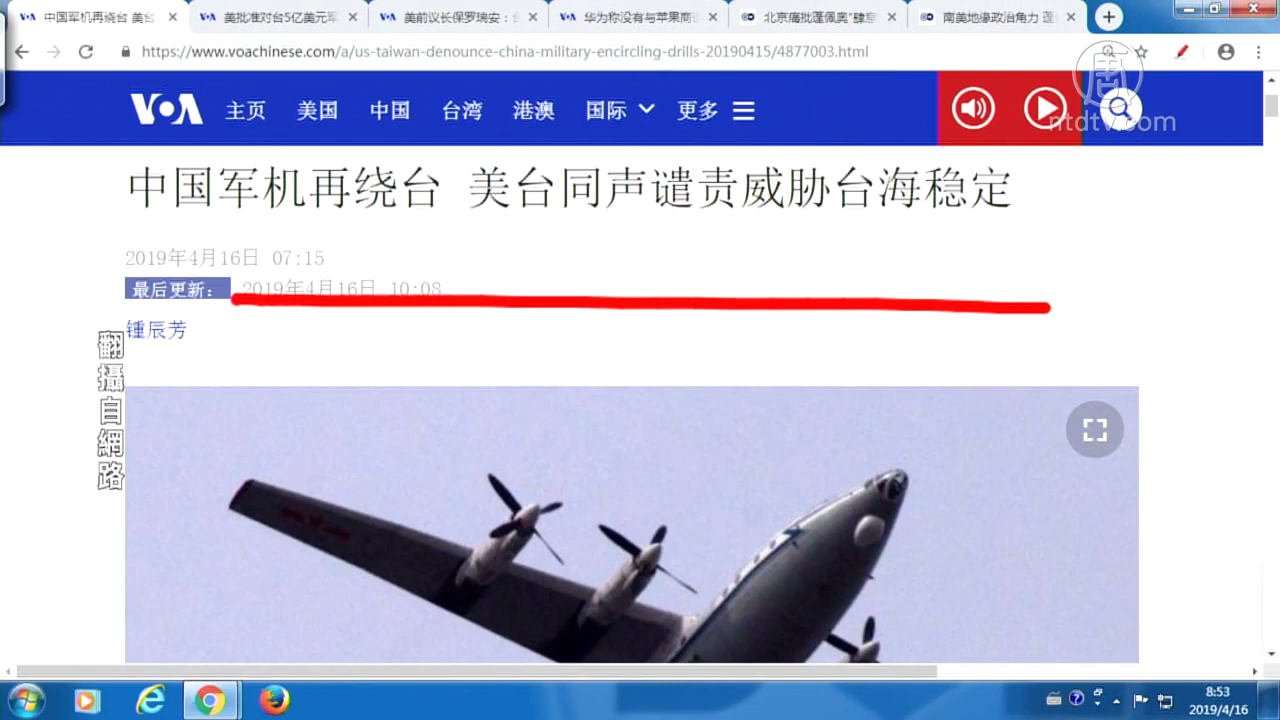 中国军机再绕台 美台
美批准对台5亿美元军
美前议长保罗瑞安：台
华为称没有与苹果商
北京痛批蓬佩奥"肆意
南美地缘政治角力 蓬
https://www.voachinese.com/a/us-taiwan-denounce-china-military-encircling-drills-20190415/4877003.html
VOA 主页 美国 中国 台湾 港澳 国际 更多
ntdtv.com
中国军机再绕台 美台同声谴责威胁台海稳定
2019年4月16日 07:15
最后更新： 2019年4月16日 10:08
锺辰芳
翻攝自網路
8:53
2019/4/16